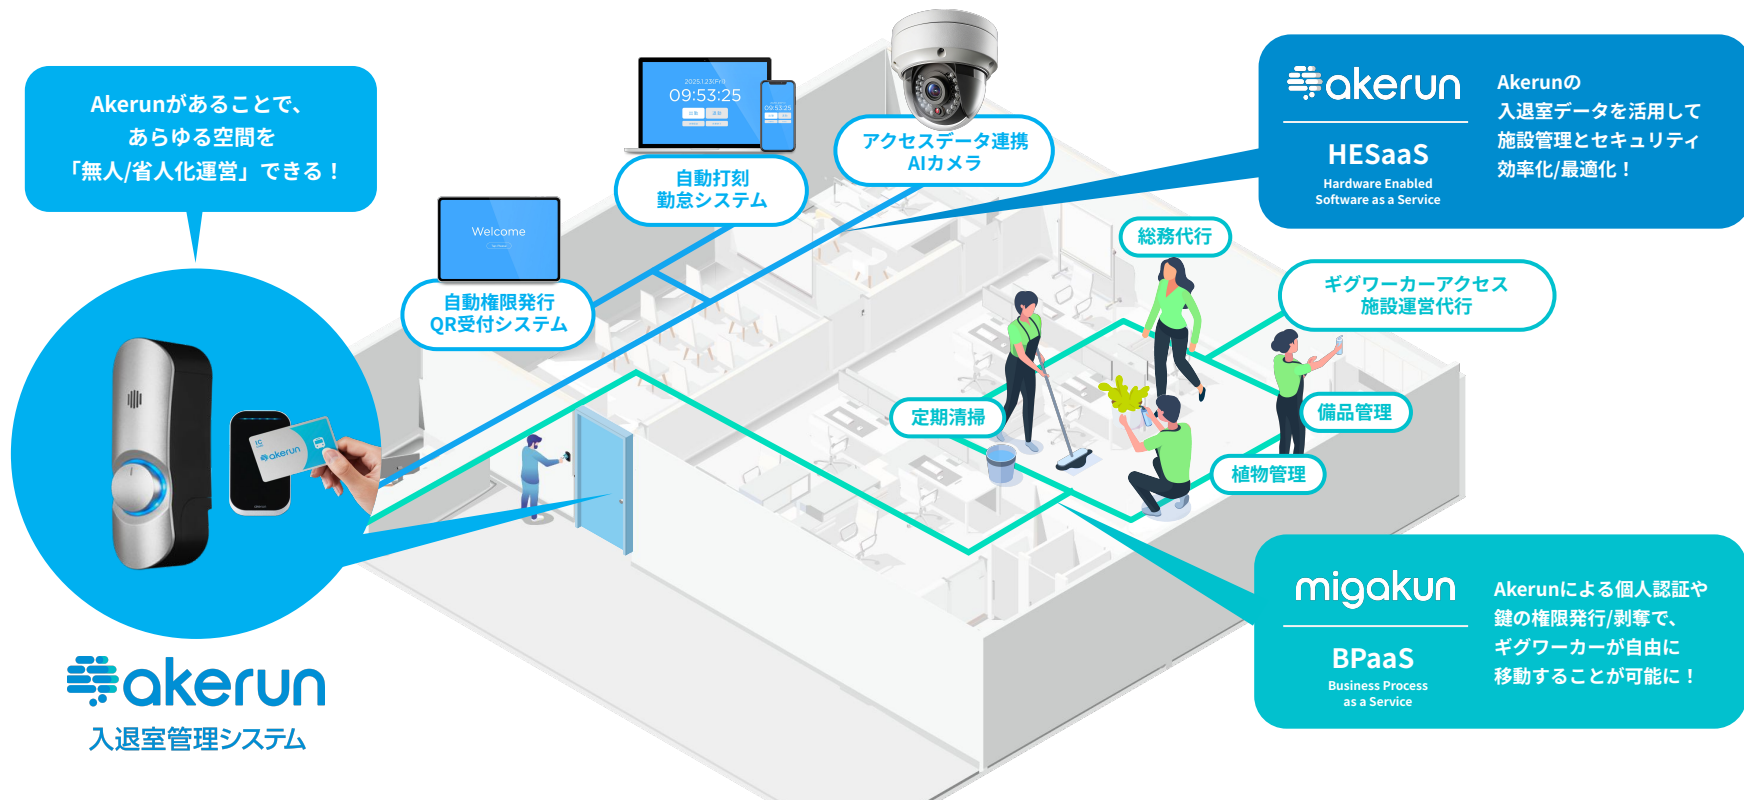 Akerunがあることで、
あらゆる空間を
「無人/省人化運営」できる！
akerun
入退室管理システム
iC
akerun
Welcome
自動権限発行
QR受付システム
2025.1.23(Fri)
09:53:25
09:53:25
自動打刻
勤怠システム
アクセスデータ連携
AIカメラ
akerun
HESaaS
Hardware Enabled
Software as a Service
Akerunの
入退室データを活用して
施設管理とセキュリティ
効率化/最適化！
総務代行
ギグワーカーアクセス
施設運営代行
定期清掃
備品管理
植物管理
migakun
BPaaS
Business Process
as a Service
Akerunによる個人認証や
鍵の権限発行/剥奪で、
ギグワーカーが自由に
移動することが可能に！